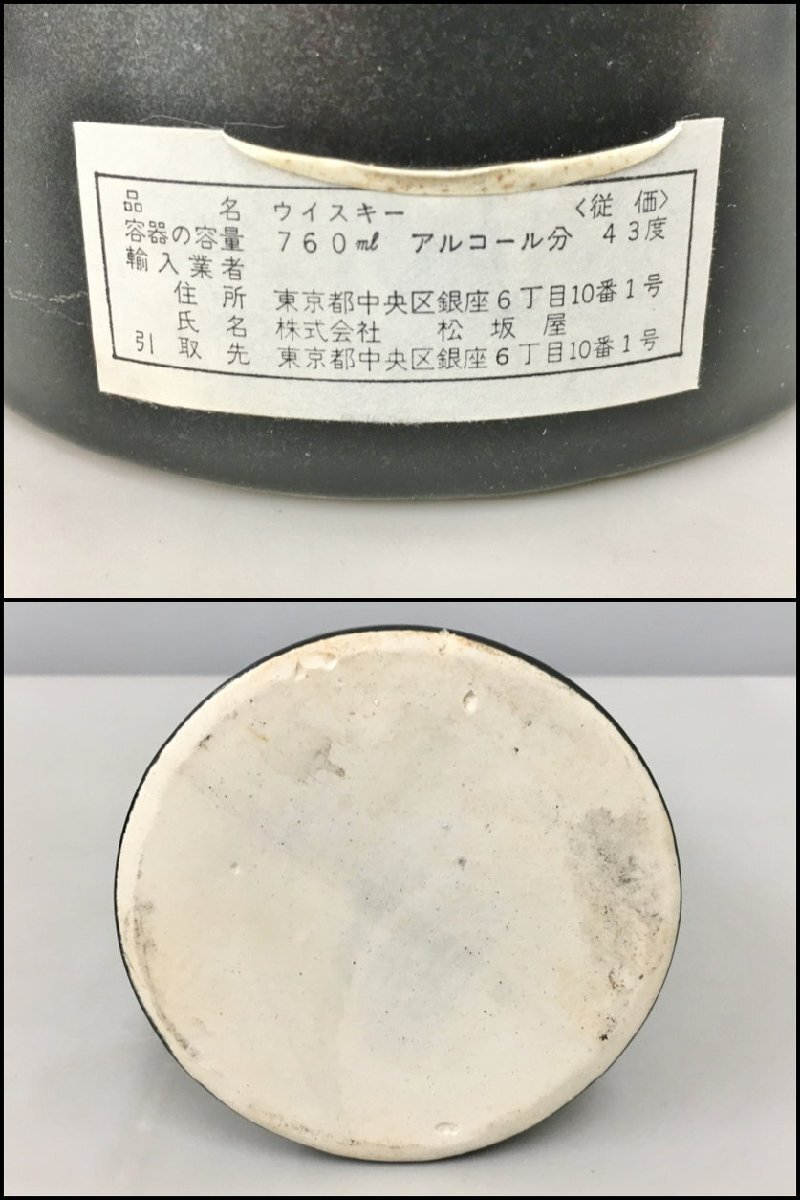 品名 ウイスキー 〈従価〉
容器の容量 760㎖ アルコール分 43度
輸入業者
住所 東京都中央区銀座6丁目10番1号
氏名 株式会社 松坂屋
引取先 東京都中央区銀座6丁目10番1号